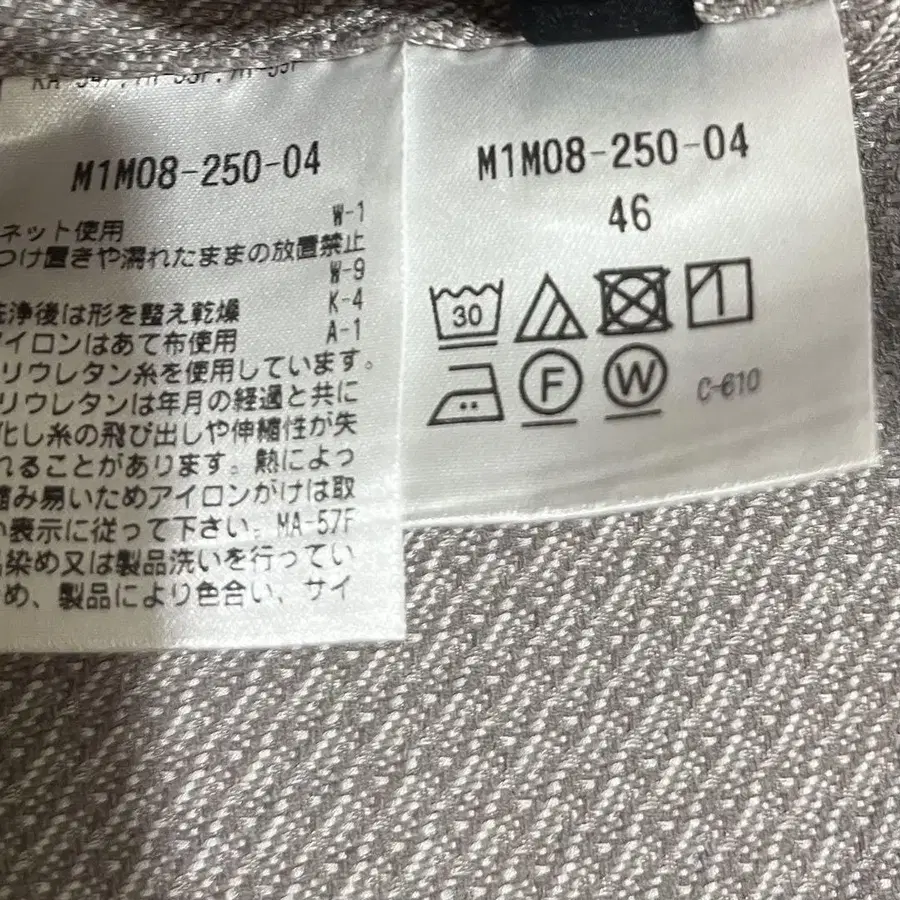 M1M08-250-04
W-1
ネット使用
つけ置きや濡れたままの放置禁止
W-9
K-4
浄後は形を整え乾燥
A-1
イロンはあて布使用
リウレタン糸を使用しています。
リウレタンは年月の経過と共に
化し糸の飛び出しや伸縮性が失
れることがあります。熱によっ
縮み易いためアイロンがけは取
い表示に従って下さい。MA-57F
染め又は製品洗いを行ってい
め、製品により色合い、サイ
M1M08-250-04
46
30
F
W
C-610